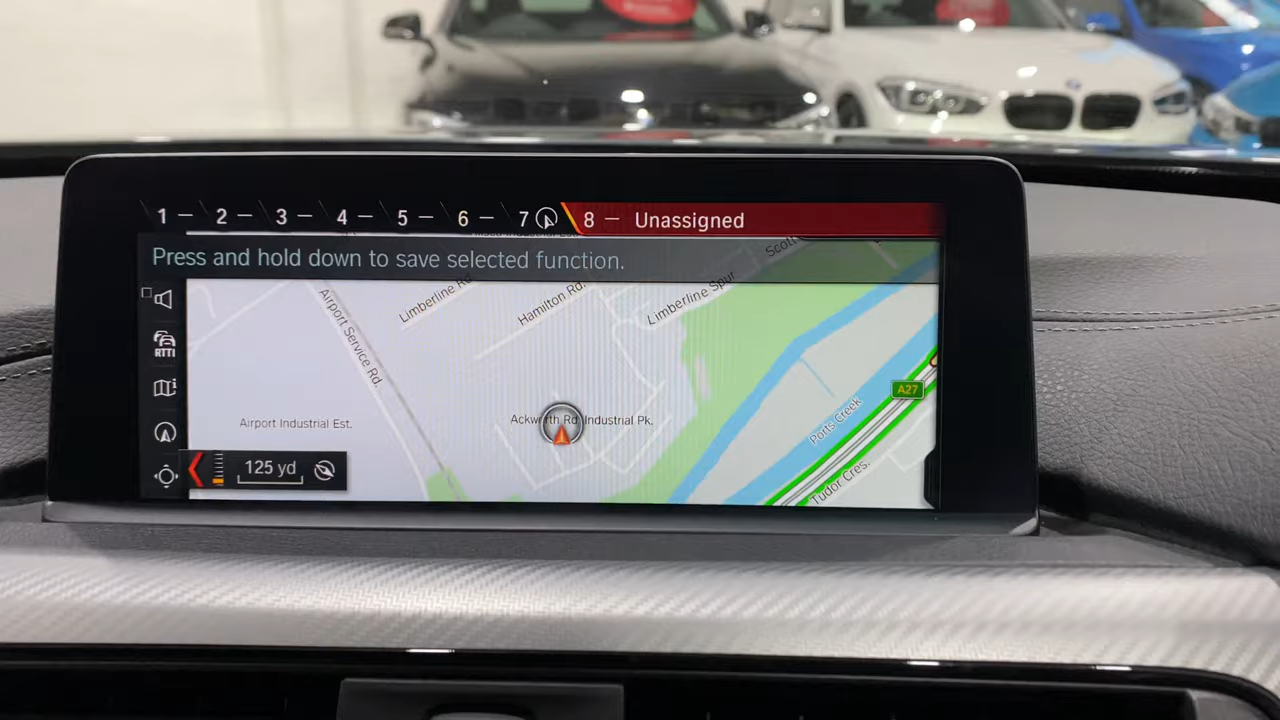 1 — 2 — 3 — 4 — 5 — 6 — 7 8 — Unassigned
Press and hold down to save selected function.
Scott
Limberline Rd.
Hamilton Rd.
Limberline Spur
Airport Service Rd.
RTTI
A27
Airport Industrial Est.
Ackworth Rd. Industrial Pk.
Ports Creek
125 yd
Tudor Cres.